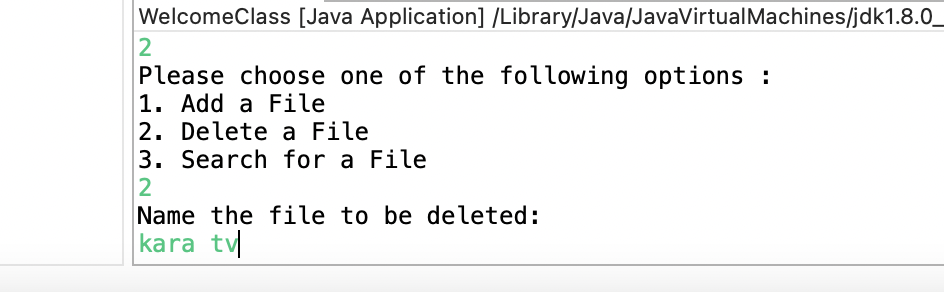 WelcomeClass [Java Application] /Library/Java/JavaVirtualMachines/jdk1.8.0_
2
Please choose one of the following options :
1. Add a File
2. Delete a File
3. Search for a File
2
Name the file to be deleted:
kara tv